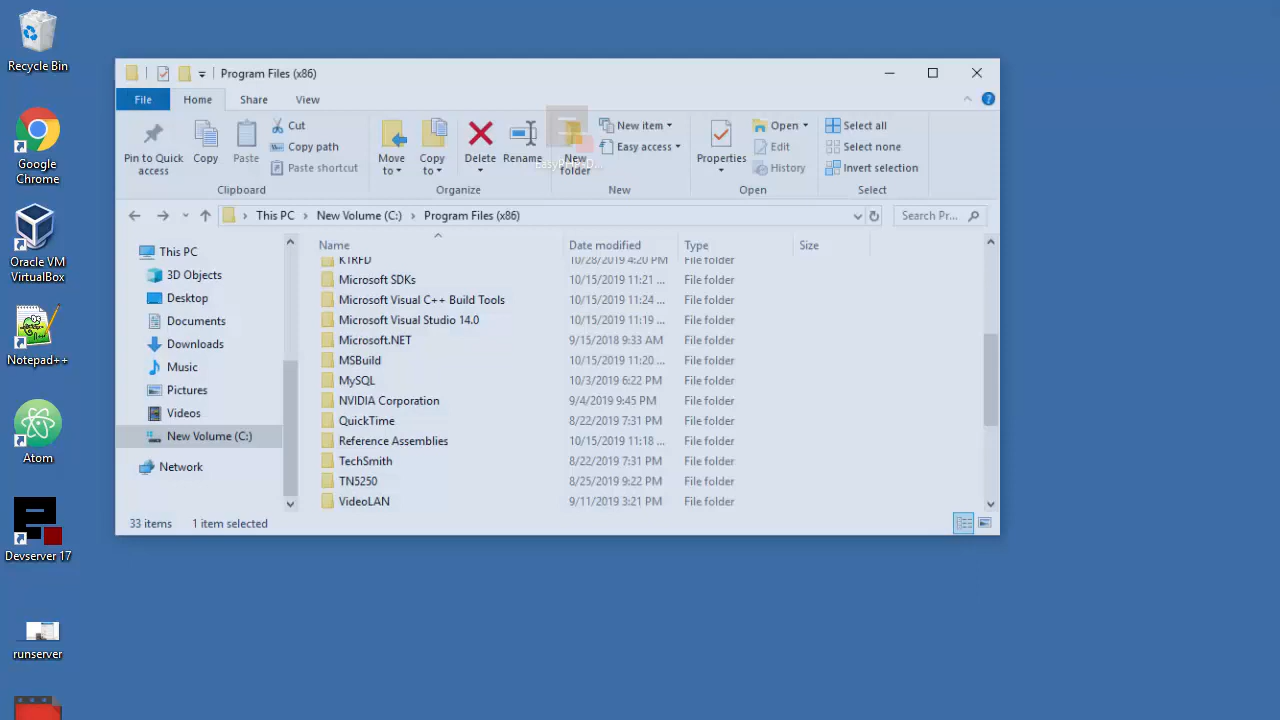 Recycle Bin
Google
Chrome
Oracle VM
VirtualBox
Notepad++
Atom
Devserver 17
runserver
Program Files (x86)
File
Home
Share
View
Pin to Quick
access
Copy
Paste
Cut
Copy path
Paste shortcut
Clipboard
Move
to
Copy
to
Delete
Rename
Organize
New
folder
New item
Easy access
New
Properties
Open
Edit
History
Open
Select all
Select none
Invert selection
Select
This PC > New Volume (C:) > Program Files (x86)
Search Pr...
This PC
3D Objects
Desktop
Documents
Downloads
Music
Pictures
Videos
New Volume (C:)
Network
Name Date modified Type Size
KTRFD 10/28/2019 4:20 PM File folder
Microsoft SDKs 10/15/2019 11:21 ... File folder
Microsoft Visual C++ Build Tools 10/15/2019 11:24 ... File folder
Microsoft Visual Studio 14.0 10/15/2019 11:19 ... File folder
Microsoft.NET 9/15/2018 9:33 AM File folder
MSBuild 10/15/2019 11:20 ... File folder
MySQL 10/3/2019 6:22 PM File folder
NVIDIA Corporation 9/4/2019 9:45 PM File folder
QuickTime 8/22/2019 7:31 PM File folder
Reference Assemblies 10/15/2019 11:18 ... File folder
TechSmith 8/22/2019 7:31 PM File folder
TN5250 8/25/2019 9:22 PM File folder
VideoLAN 9/11/2019 3:21 PM File folder
33 items 1 item selected